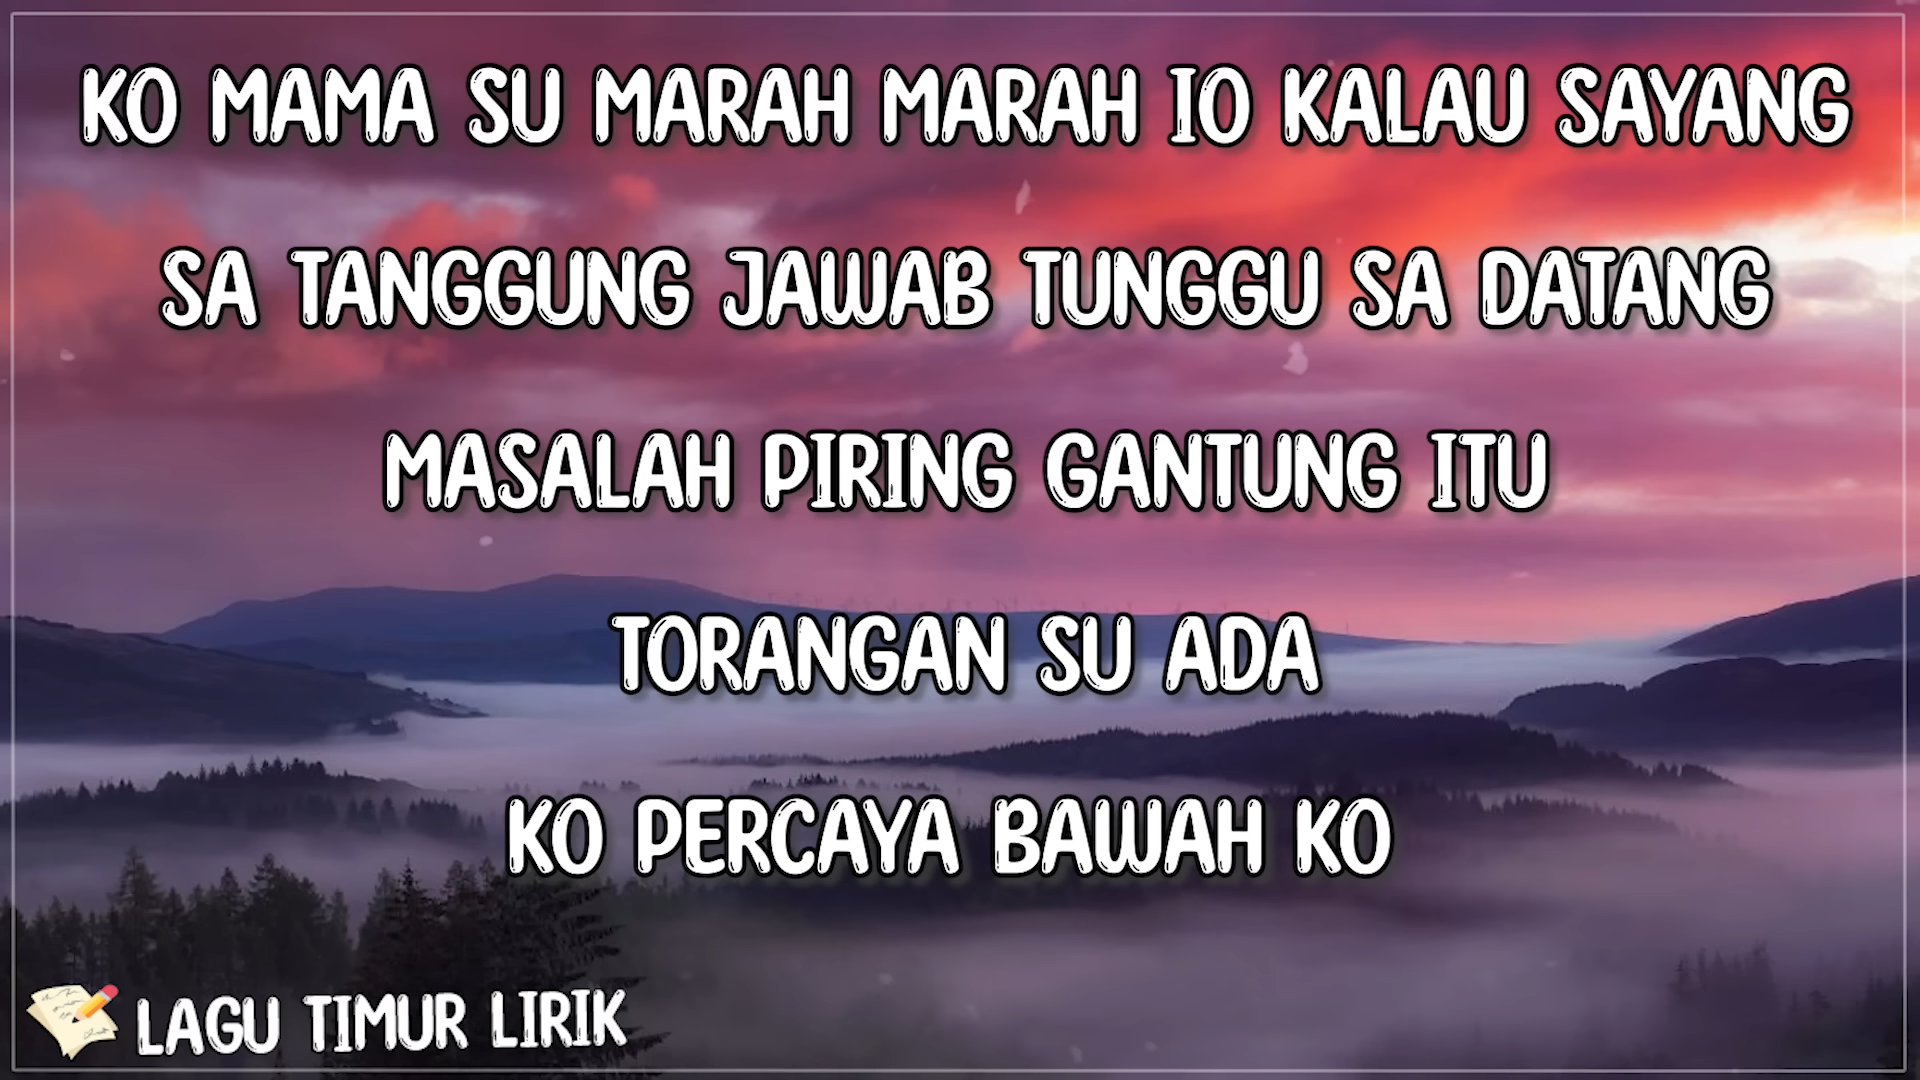 KO MAMA SU MARAH MARAH IO KALAU SAYANG
SA TANGGUNG JAWAB TUNGGU SA DATANG
MASALAH PIRING GANTUNG ITU
TORANGAN SU ADA
KO PERCAYA BAWAH KO
LAGU TIMUR LIRIK